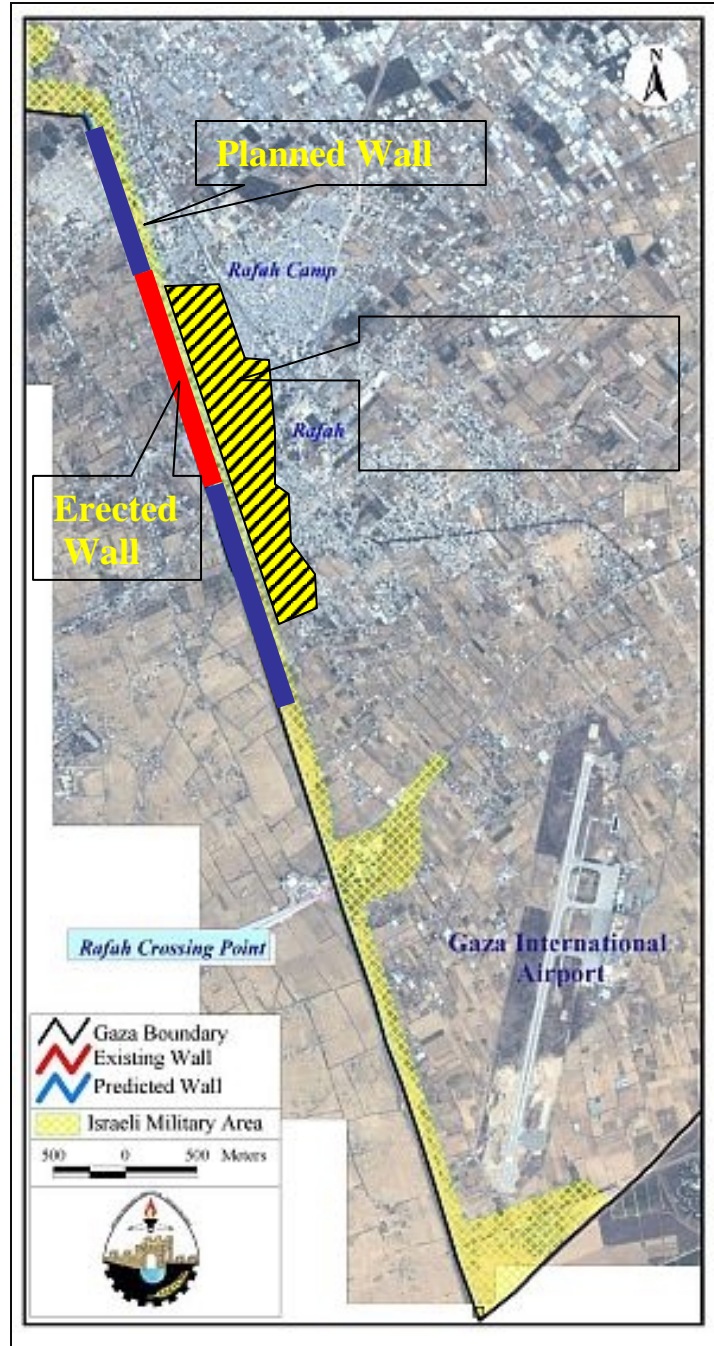 N
Planned Wall
Rafah Camp
Rafah
Erected
Wall
Rafah Crossing Point
Gaza International
Airport
Gaza Boundary
Existing Wall
Predicted Wall
Israeli Military Area
500 0 500 Meters